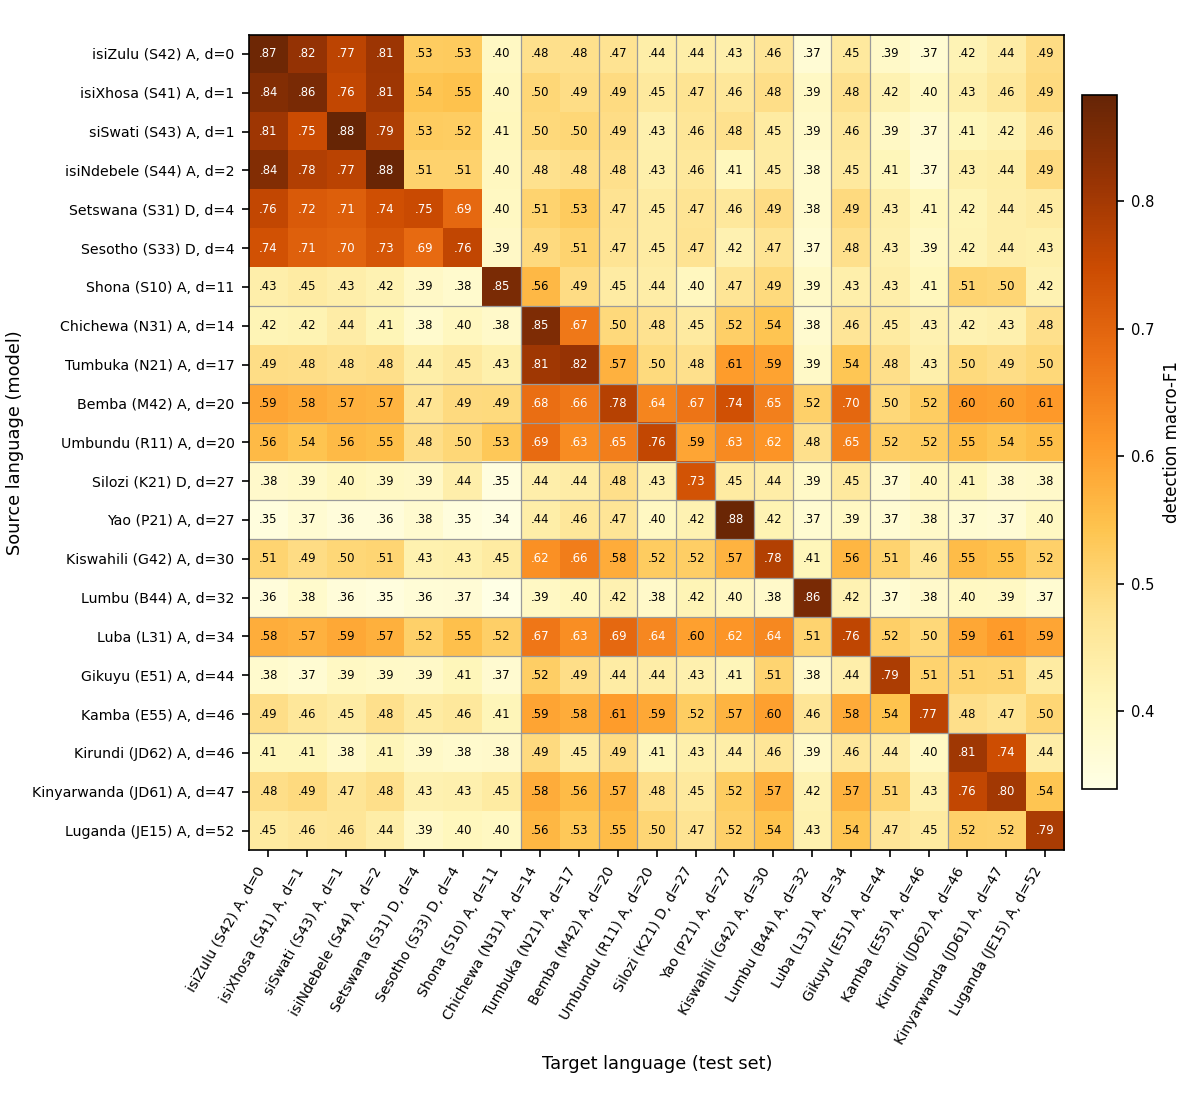 isiZulu (S42) A, d=0 .87 .82 .77 .81 .53 .53 .40 .48 .48 .47 .44 .44 .43 .46 .37 .45 .39 .37 .42 .44 .49
isiXhosa (S41) A, d=1 .84 .86 .76 .81 .54 .55 .40 .50 .49 .49 .45 .47 .46 .48 .39 .48 .42 .40 .43 .46 .49
siSwati (S43) A, d=1 .81 .75 .88 .79 .53 .52 .41 .50 .50 .49 .43 .46 .48 .45 .39 .46 .39 .37 .41 .42 .46
isiNdebele (S44) A, d=2 .84 .78 .77 .88 .51 .51 .40 .48 .48 .48 .43 .46 .41 .45 .38 .45 .41 .37 .43 .44 .49
Setswana (S31) D, d=4 .76 .72 .71 .74 .75 .69 .40 .51 .53 .47 .45 .47 .46 .49 .38 .49 .43 .41 .42 .44 .45
Sesotho (S33) D, d=4 .74 .71 .70 .73 .69 .76 .39 .49 .51 .47 .45 .47 .42 .47 .37 .48 .43 .39 .42 .44 .43
Shona (S10) A, d=11 .43 .45 .43 .42 .39 .38 .85 .56 .49 .45 .44 .40 .47 .49 .39 .43 .43 .41 .51 .50 .42
Chichewa (N31) A, d=14 .42 .42 .44 .41 .38 .40 .38 .85 .67 .50 .48 .45 .52 .54 .38 .46 .45 .43 .42 .43 .48
Tumbuka (N21) A, d=17 .49 .48 .48 .48 .44 .45 .43 .81 .82 .57 .50 .48 .61 .59 .39 .54 .48 .43 .50 .49 .50
Bemba (M42) A, d=20 .59 .58 .57 .57 .47 .49 .49 .68 .66 .78 .64 .67 .74 .65 .52 .70 .50 .52 .60 .60 .61
Umbundu (R11) A, d=20 .56 .54 .56 .55 .48 .50 .53 .69 .63 .65 .76 .59 .63 .62 .48 .65 .52 .52 .55 .54 .55
Silozi (K21) D, d=27 .38 .39 .40 .39 .39 .44 .35 .44 .44 .48 .43 .73 .45 .44 .39 .45 .37 .40 .41 .38 .38
Yao (P21) A, d=27 .35 .37 .36 .36 .38 .35 .34 .44 .46 .47 .40 .42 .88 .42 .37 .39 .37 .38 .37 .37 .40
Kiswahili (G42) A, d=30 .51 .49 .50 .51 .43 .43 .45 .62 .66 .58 .52 .52 .57 .78 .41 .56 .51 .46 .55 .55 .52
Lumbu (B44) A, d=32 .36 .38 .36 .35 .36 .37 .34 .39 .40 .42 .38 .42 .40 .38 .86 .42 .37 .38 .40 .39 .37
Luba (L31) A, d=34 .58 .57 .59 .57 .52 .55 .52 .67 .63 .69 .64 .60 .62 .64 .51 .76 .52 .50 .59 .61 .59
Gikuyu (E51) A, d=44 .38 .37 .39 .39 .39 .41 .37 .52 .49 .44 .44 .43 .41 .51 .38 .44 .79 .51 .51 .51 .45
Kamba (E55) A, d=46 .49 .46 .45 .48 .45 .46 .41 .59 .58 .61 .59 .52 .57 .60 .46 .58 .54 .77 .48 .47 .50
Kirundi (JD62) A, d=46 .41 .41 .38 .41 .39 .38 .38 .49 .45 .49 .41 .43 .44 .46 .39 .46 .44 .40 .81 .74 .44
Kinyarwanda (JD61) A, d=47 .48 .49 .47 .48 .43 .43 .45 .58 .56 .57 .48 .45 .52 .57 .42 .57 .51 .43 .76 .80 .54
Luganda (JE15) A, d=52 .45 .46 .46 .44 .39 .40 .40 .56 .53 .55 .50 .47 .52 .54 .43 .54 .47 .45 .52 .52 .79
Source language (model)
isiZulu (S42) A, d=0
isiXhosa (S41) A, d=1
siSwati (S43) A, d=1
isiNdebele (S44) A, d=2
Setswana (S31) D, d=4
Sesotho (S33) D, d=4
Shona (S10) A, d=11
Chichewa (N31) A, d=14
Tumbuka (N21) A, d=17
Bemba (M42) A, d=20
Umbundu (R11) A, d=20
Silozi (K21) D, d=27
Yao (P21) A, d=27
Kiswahili (G42) A, d=30
Lumbu (B44) A, d=32
Luba (L31) A, d=34
Gikuyu (E51) A, d=44
Kamba (E55) A, d=46
Kirundi (JD62) A, d=46
Kinyarwanda (JD61) A, d=47
Luganda (JE15) A, d=52
Target language (test set)
0.8
0.7
0.6
0.5
0.4
detection macro-F1